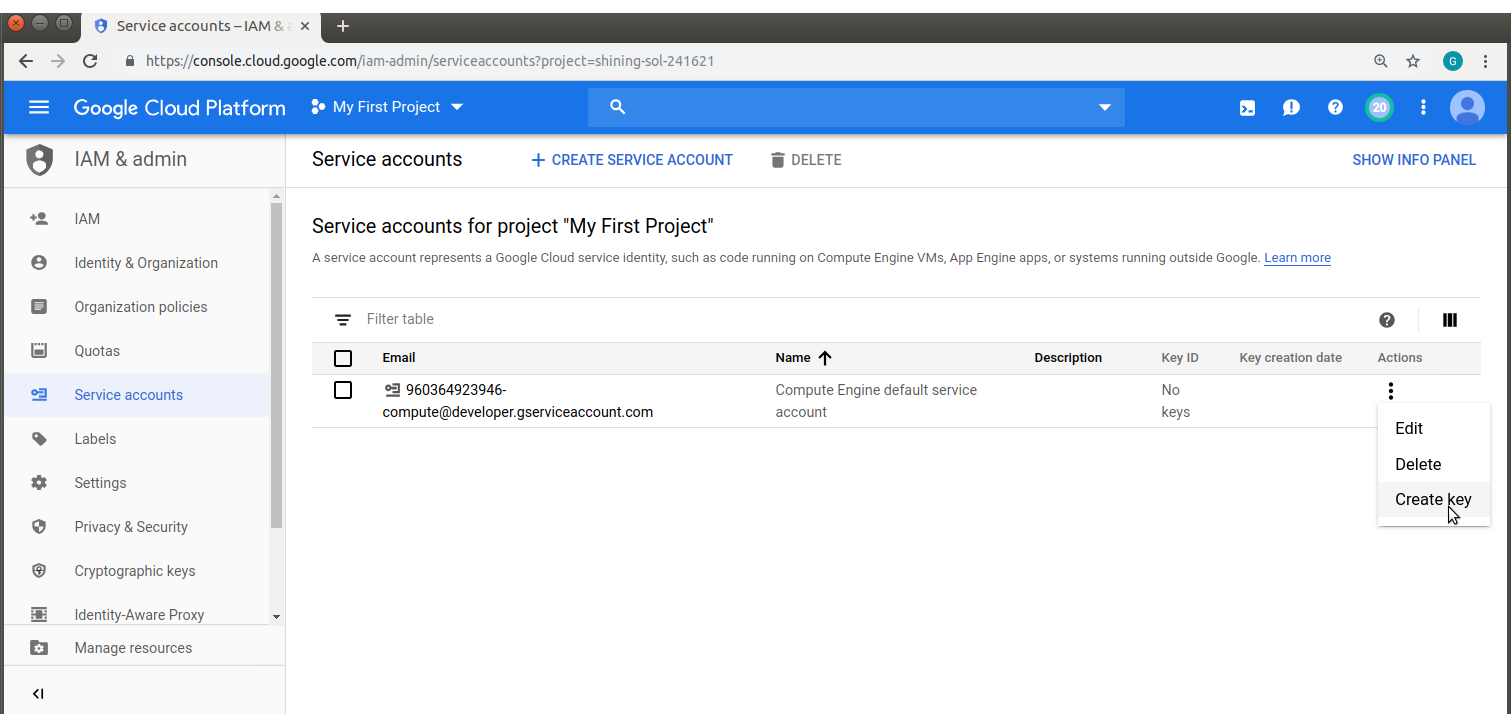 Service accounts – IAM &
https://console.cloud.google.com/iam-admin/serviceaccounts?project=shining-sol-241621
G
Google Cloud Platform
My First Project
20
IAM & admin
Service accounts
+ CREATE SERVICE ACCOUNT
DELETE
SHOW INFO PANEL
IAM
Identity & Organization
Organization policies
Quotas
Service accounts
Labels
Settings
Privacy & Security
Cryptographic keys
Identity-Aware Proxy
Manage resources
Service accounts for project "My First Project"
A service account represents a Google Cloud service identity, such as code running on Compute Engine VMs, App Engine apps, or systems running outside Google. Learn more
Filter table
Email Name Description Key ID Key creation date Actions
960364923946- Compute Engine default service No
compute@developer.gserviceaccount.com account keys
Edit
Delete
Create key